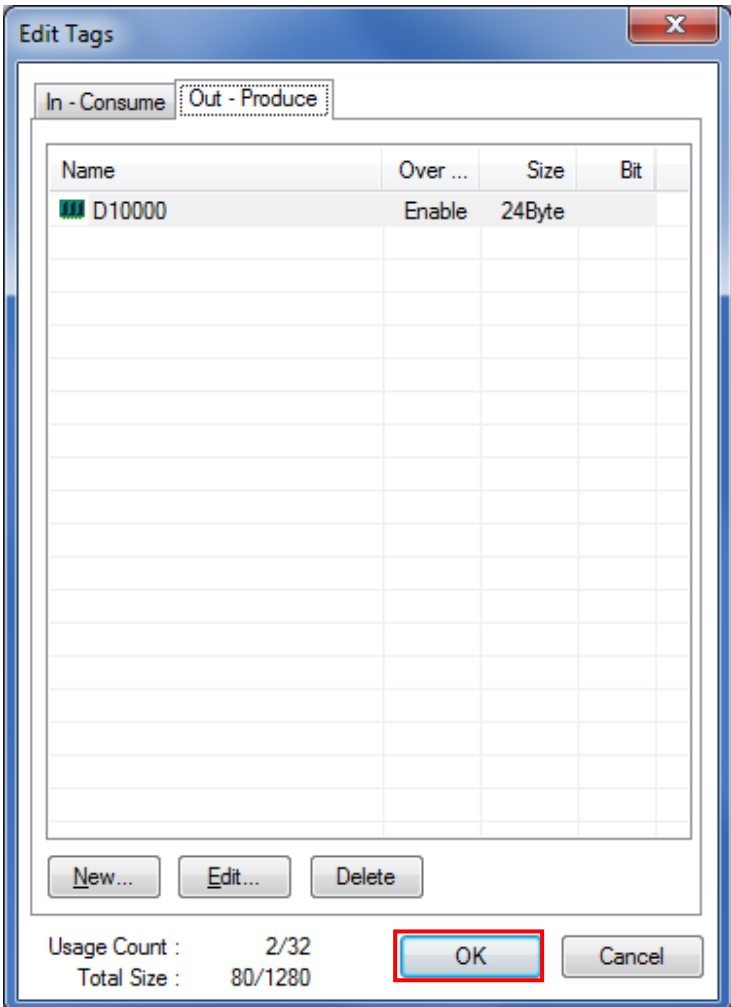 Edit Tags
In - Consume Out - Produce
Name Over ... Size Bit
D10000 Enable 24Byte
New... Edit... Delete
Usage Count : 2/32
Total Size : 80/1280
OK Cancel